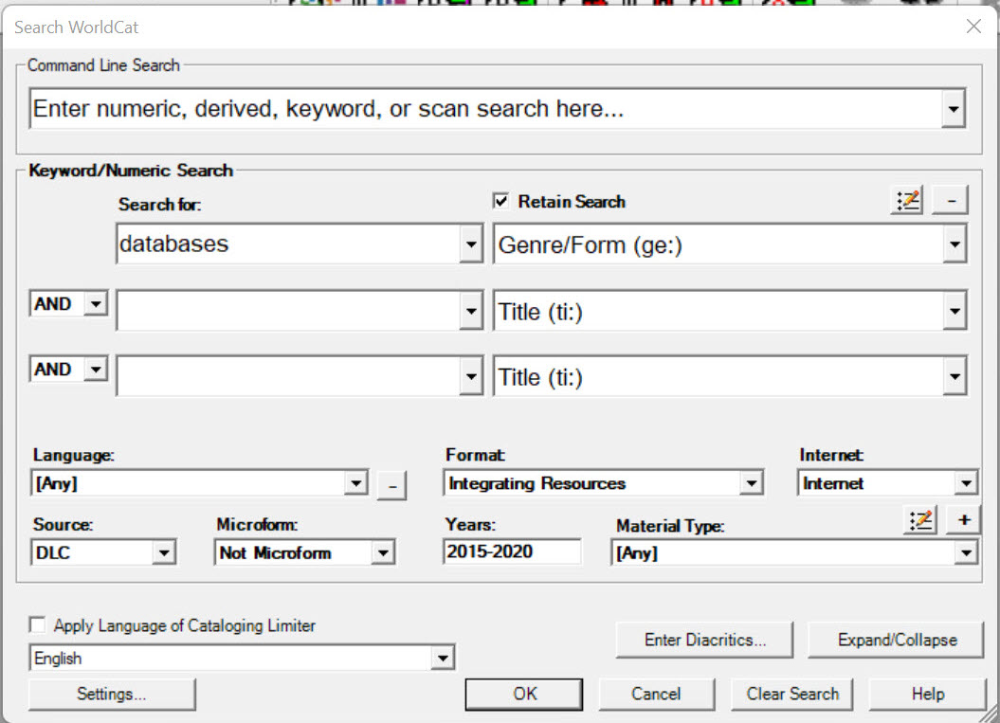 Search WorldCat
Command Line Search
Enter numeric, derived, keyword, or scan search here...
Keyword/Numeric Search
Search for:
Retain Search
-
databases
Genre/Form (ge:)
AND
Title (ti:)
AND
Title (ti:)
Language:
Format:
Internet:
[Any]
-
Integrating Resources
Internet
Source:
Microform:
Years:
Material Type:
+
DLC
Not Microform
2015-2020
[Any]
Apply Language of Cataloging Limiter
English
Enter Diacritics...
Expand/Collapse
Settings...
OK
Cancel
Clear Search
Help